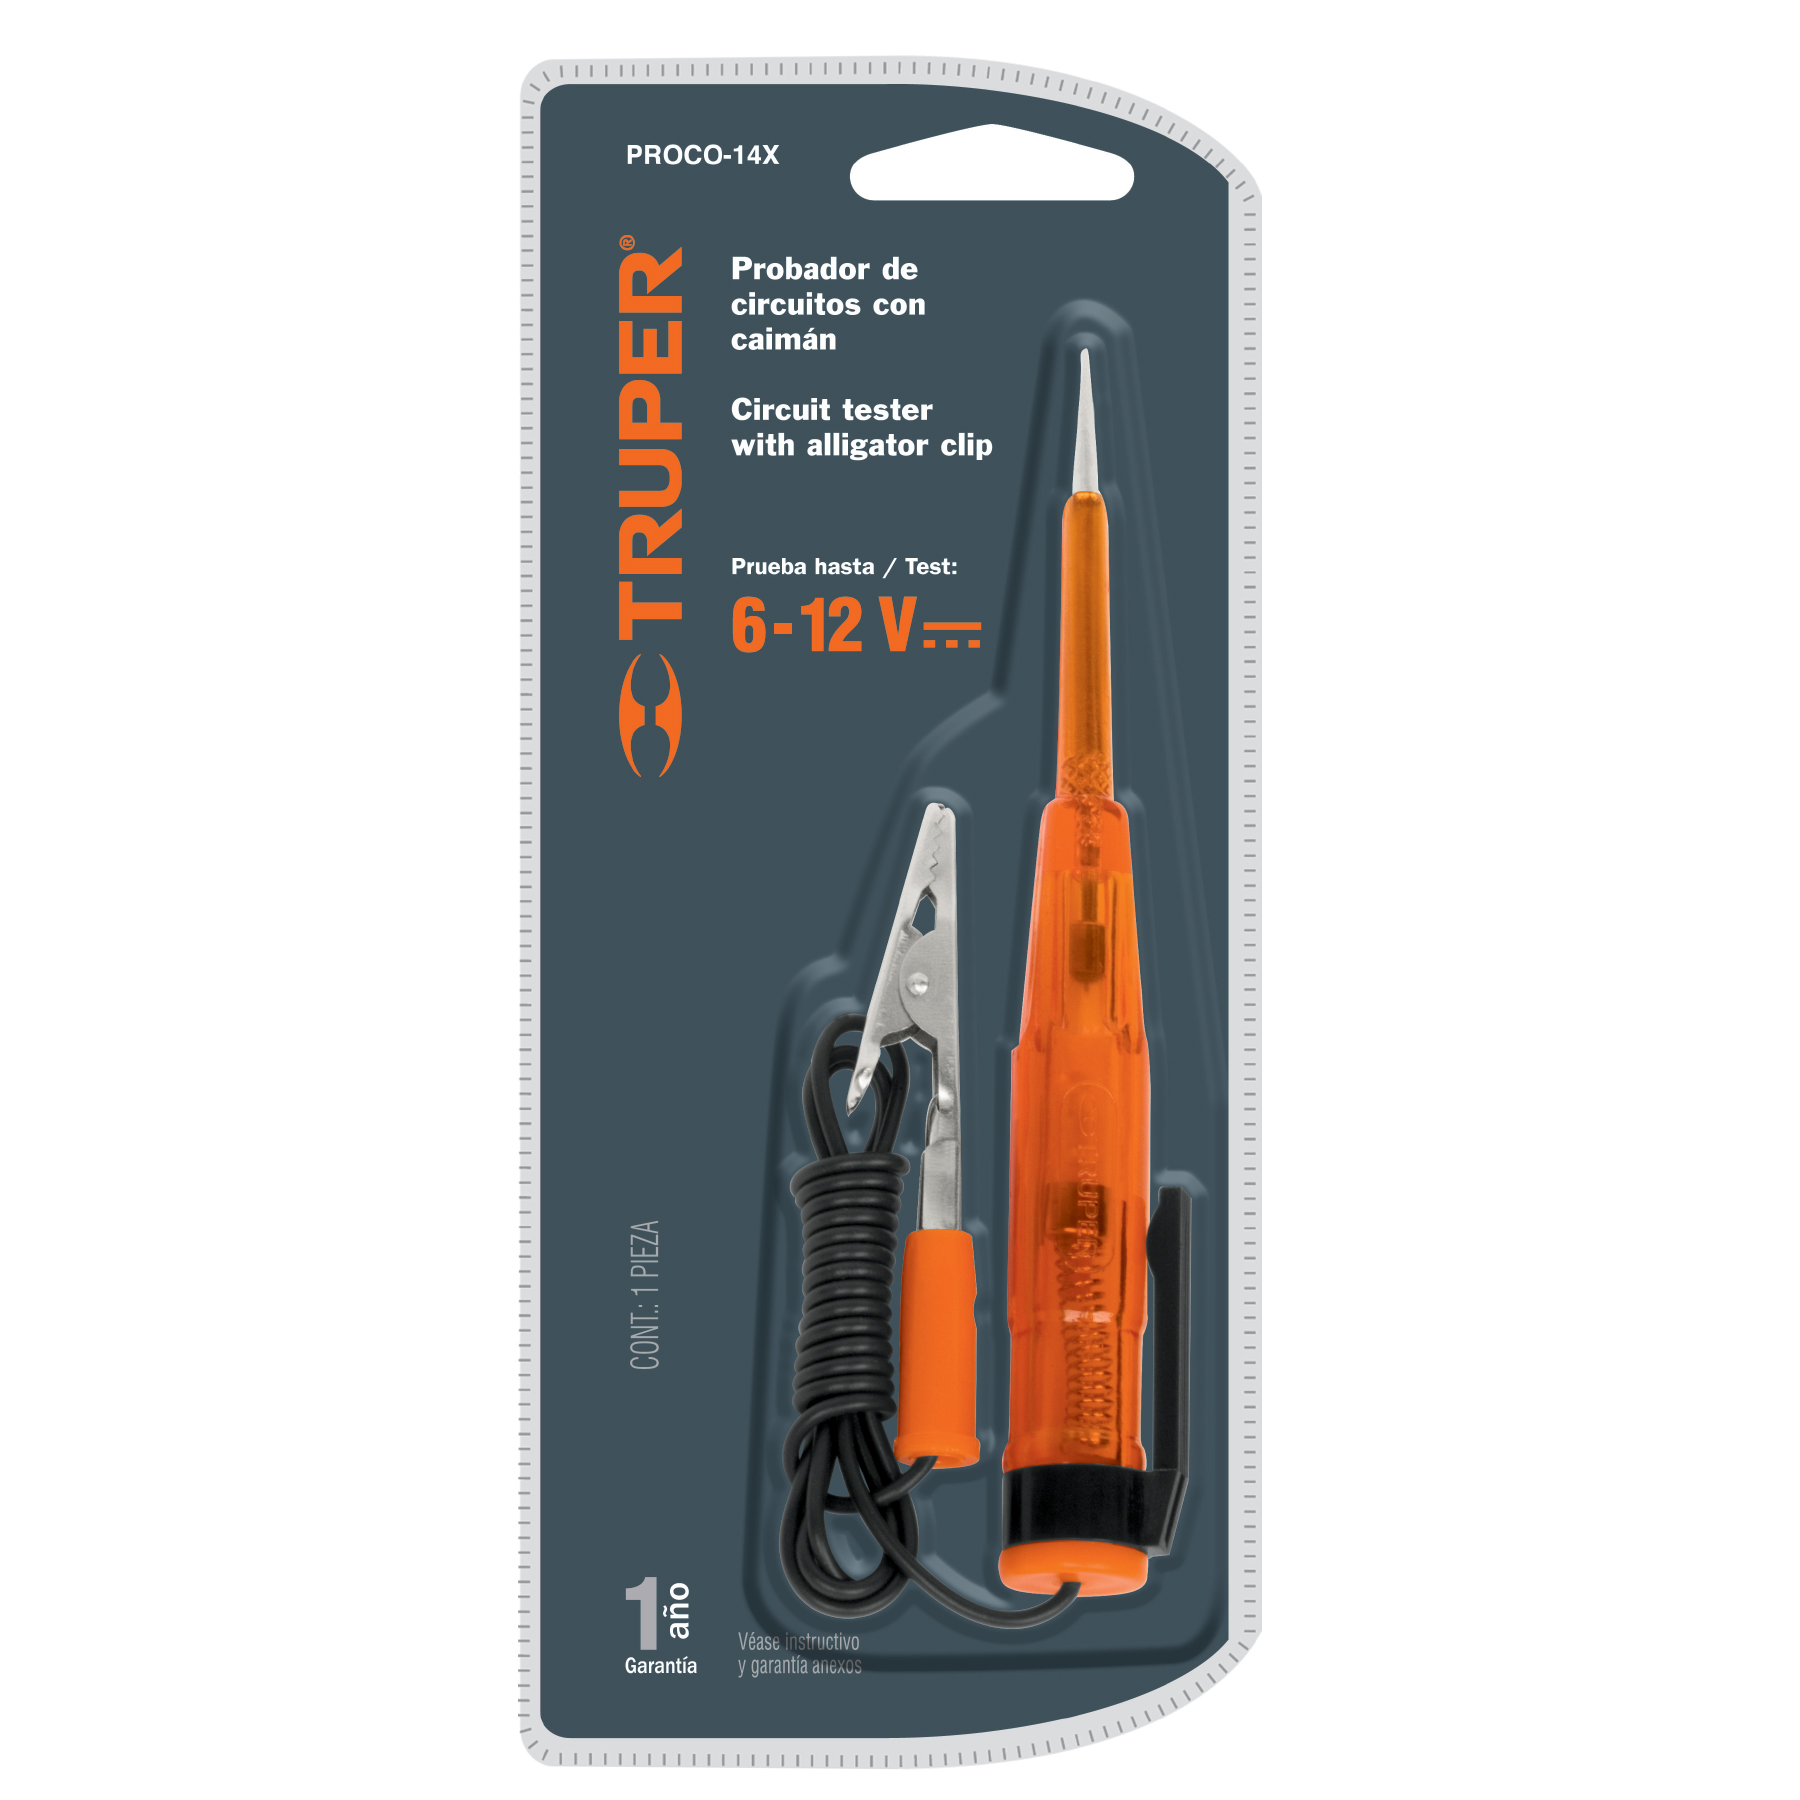 PROCO-14X
TRUPER®
Probador de
circuitos con
caimán
Circuit tester
with alligator clip
Prueba hasta / Test:
6-12 V
CONT.: 1 PIEZA
1 año
Garantía
Véase instructivo
y garantía anexos
TRUPER